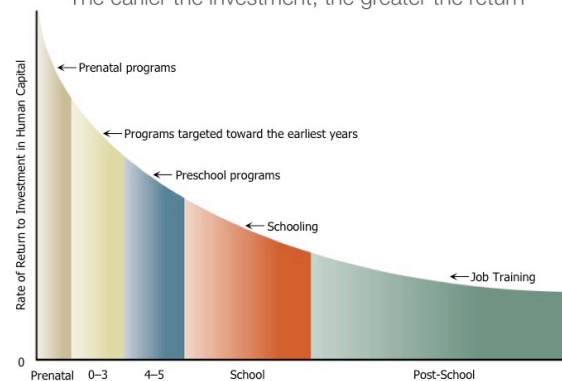 The earlier the investment, the greater the return
Prenatal programs
Programs targeted toward the earliest years
Preschool programs
Schooling
Job Training
Rate of Return to Investment in Human Capital
0
Prenatal
0–3
4–5
School
Post-School